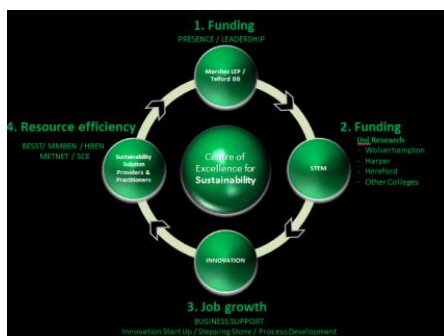 1. Funding
PRESENCE / LEADERSHIP
Marches LEP /
Telford BB
4. Resource efficiency
BESST/ MMBEN / HBEN
METNET / SCE
Sustainability
Solution
Providers &
Practitioners
Centre of
Excellence for
Sustainability
STEM
2. Funding
Uni Research
- Wolverhampton
- Harper
- Hereford
- Other Colleges
INNOVATION
3. Job growth
BUSINESS SUPPORT
Innovation Start Up / Stepping Stone / Process Development